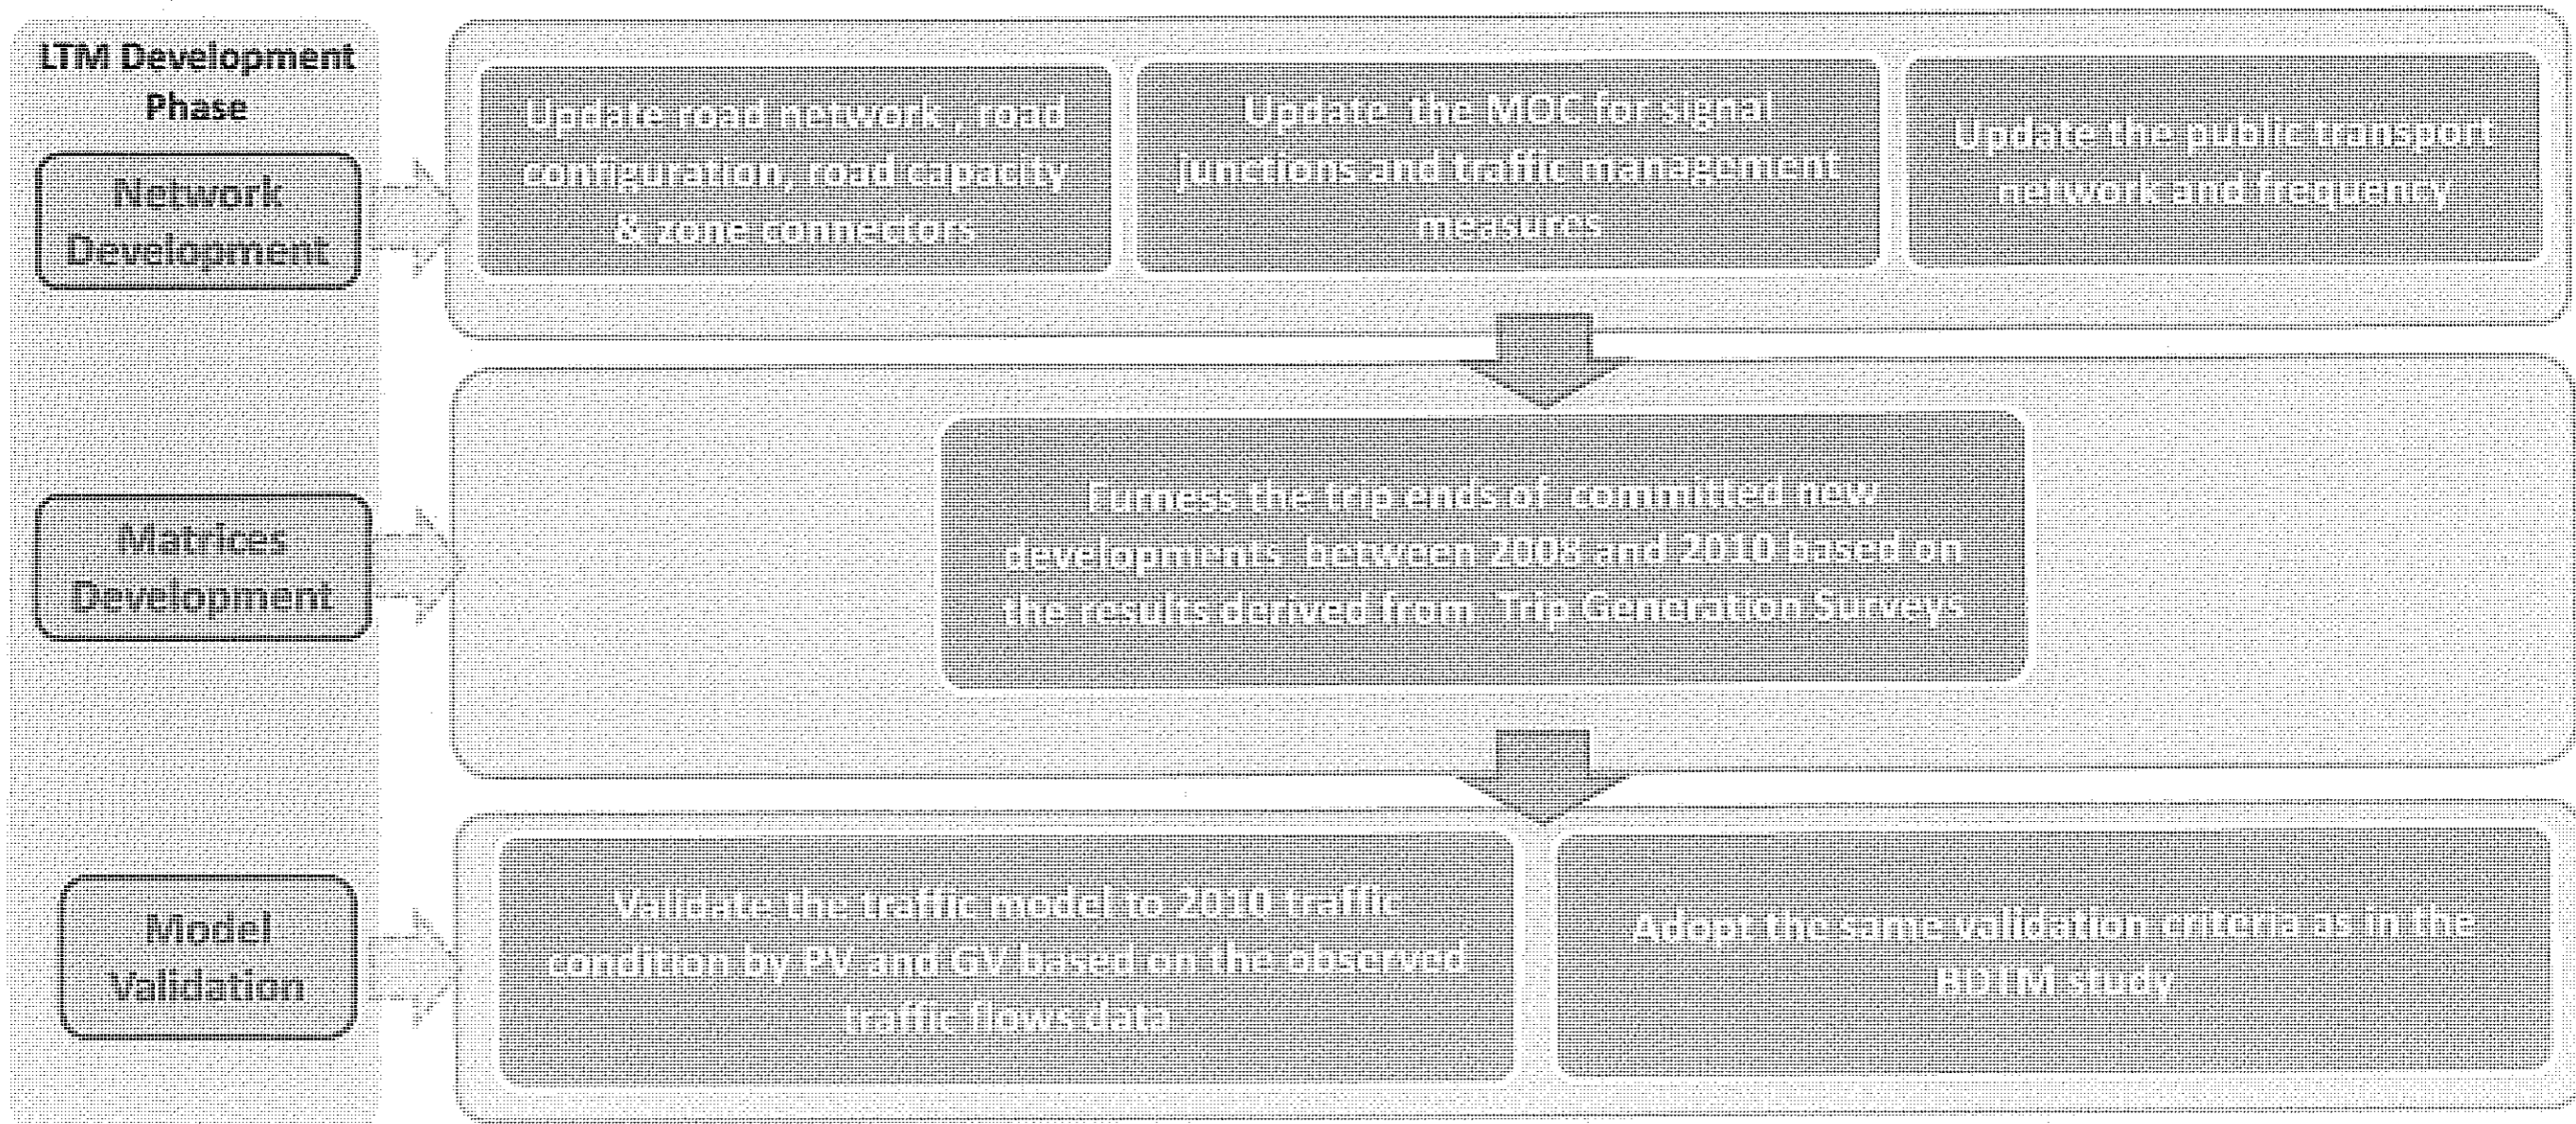 LTM Development
Phase
Network
Development
Update road network , road
configuration, road capacity
& zone connectors
Update the MOC for signal
junctions and traffic management
measures
Update the public transport
network and frequency
Matrices
Development
Furness the trip ends of committed new
developments between 2008 and 2010 based on
the results derived from Trip Generation Surveys
Model
Validation
Validate the traffic model to 2010 traffic
condition by PV and GV based on the observed
traffic flows data
Adopt the same validation criteria as in the
BDTM study